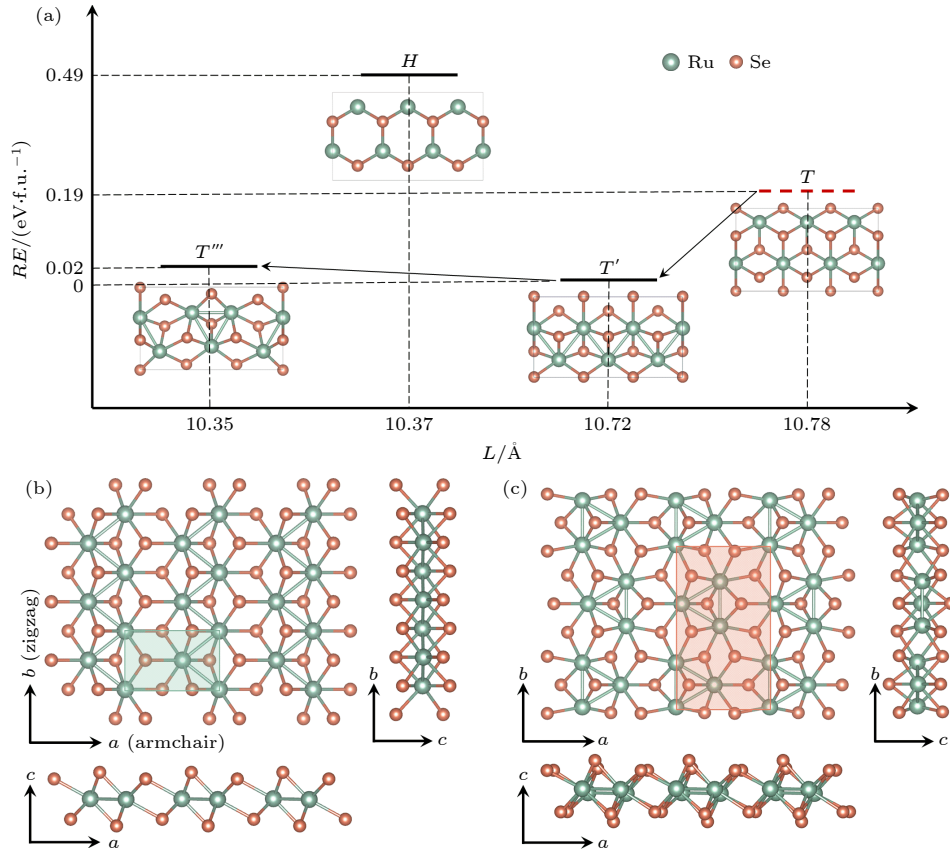 (a)
H
0.49
Ru
Se
RE/(eV·f.u.⁻¹)
T
0.19
T‴
T′
0.02
0
10.35
10.37
10.72
10.78
L/Å
(b)
(c)
b (zigzag)
a (armchair)
b
c
b
a
b
c
c
a
c
a